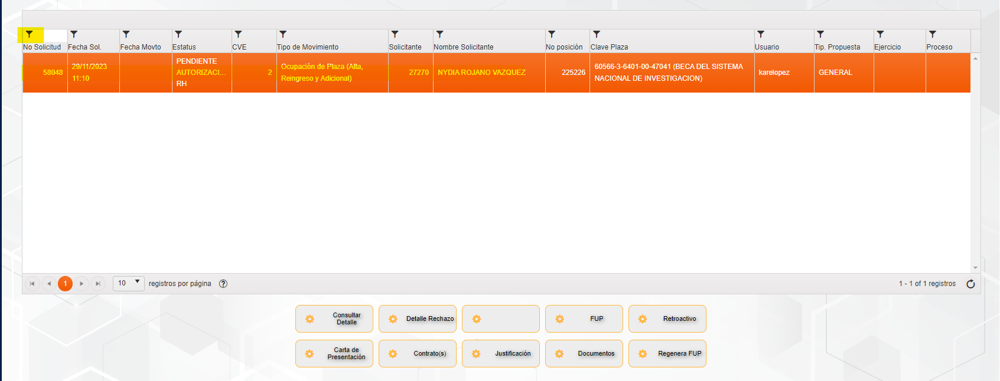 No Solicitud Fecha Sol. Fecha Movto Estatus CVE Tipo de Movimiento Solicitante Nombre Solicitante No posición Clave Plaza Usuario Tip. Propuesta Ejercicio Proceso
58048
29/11/2023
11:10
PENDIENTE
AUTORIZACI...
RH
2
Ocupación de Plaza (Alta,
Reingreso y Adicional)
27270
NYDIA ROJANO VAZQUEZ
225226
60566-3-6401-00-47041 (BECA DEL SISTEMA
NACIONAL DE INVESTIGACION)
karelopez
GENERAL
1
10
registros por página
?
1 - 1 of 1 registros
Consultar
Detalle
Detalle Rechazo
FUP
Retroactivo
Carta de
Presentación
Contrato(s)
Justificación
Documentos
Regenera FUP